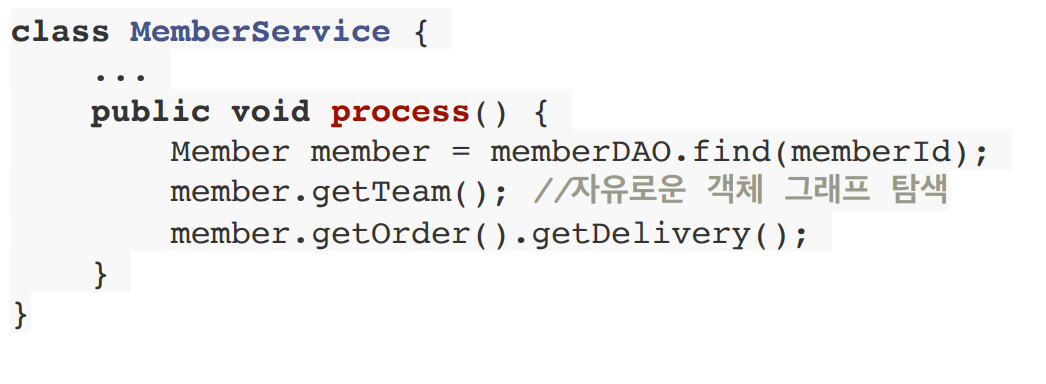 class MemberService {
...
public void process() {
Member member = memberDAO.find(memberId);
member.getTeam(); //자유로운 객체 그래프 탐색
member.getOrder().getDelivery();
}
}